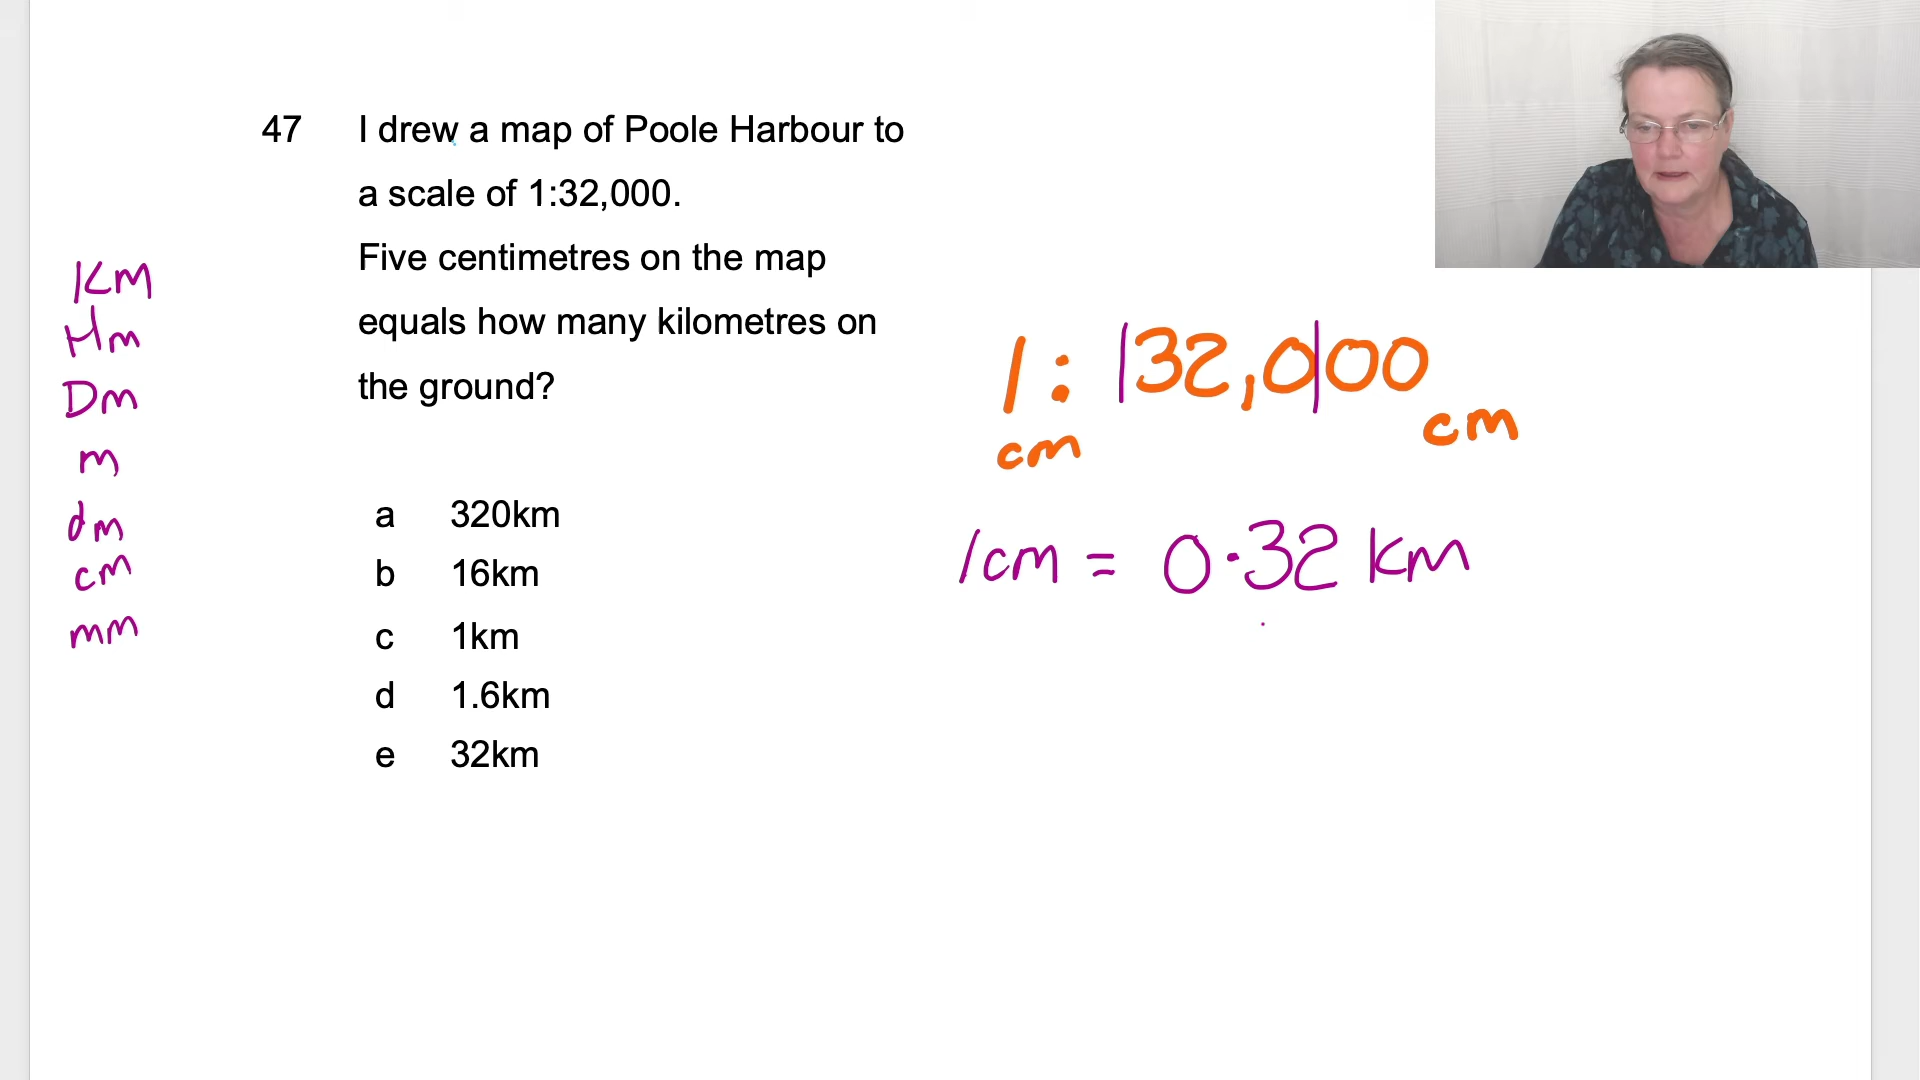 47 I drew a map of Poole Harbour to
a scale of 1:32,000.
Five centimetres on the map
equals how many kilometres on
the ground?
a 320km
b 16km
c 1km
d 1.6km
e 32km
Km
Hm
Dm
m
dm
cm
mm
1 : 32,000
cm cm
1cm = 0.32 km